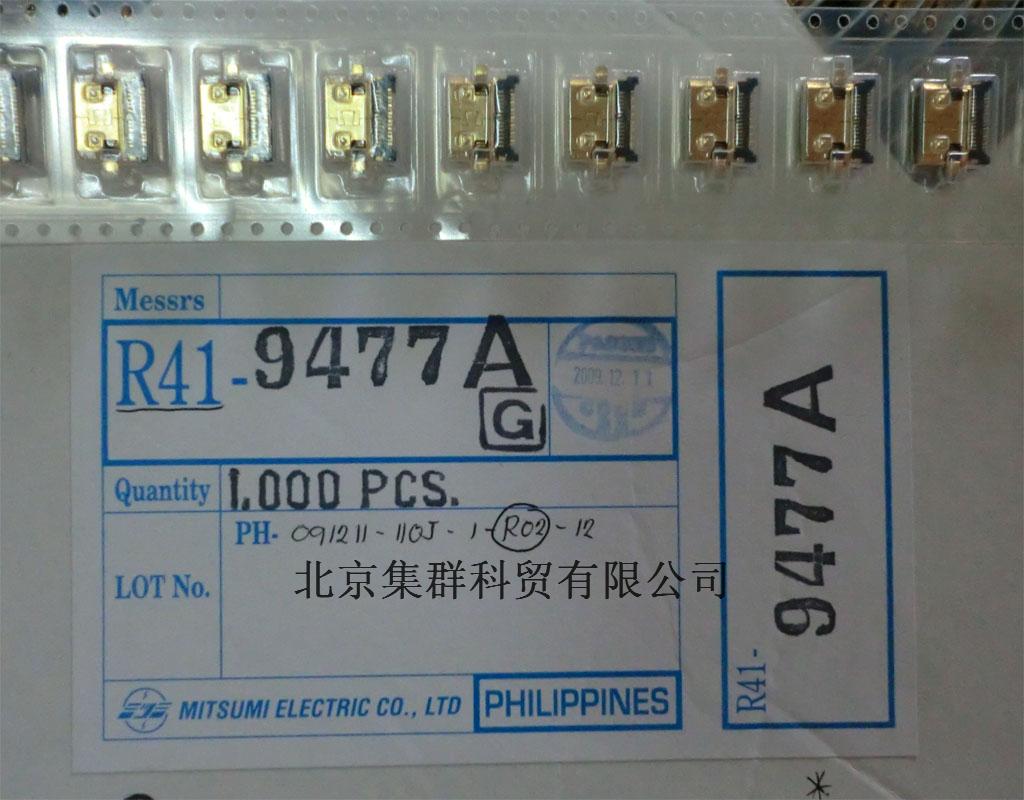 Messrs
R41-9477A
G
2009.12.11
Quantity 1,000 PCS.
PH- 091211-110J-1-R02-12
LOT No.
北京集群科贸有限公司
MITSUMI ELECTRIC CO., LTD PHILIPPINES
R41- 9477A
*